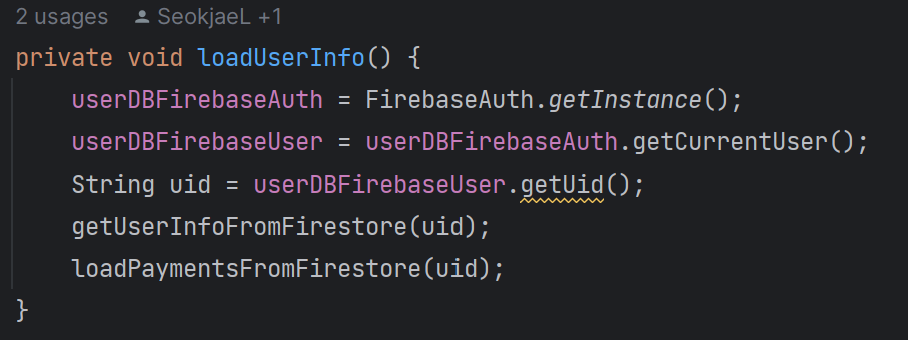 2 usages SeokjaeL +1
private void loadUserInfo() {
userDBFirebaseAuth = FirebaseAuth.getInstance();
userDBFirebaseUser = userDBFirebaseAuth.getCurrentUser();
String uid = userDBFirebaseUser.getUid();
getUserInfoFromFirestore(uid);
loadPaymentsFromFirestore(uid);
}